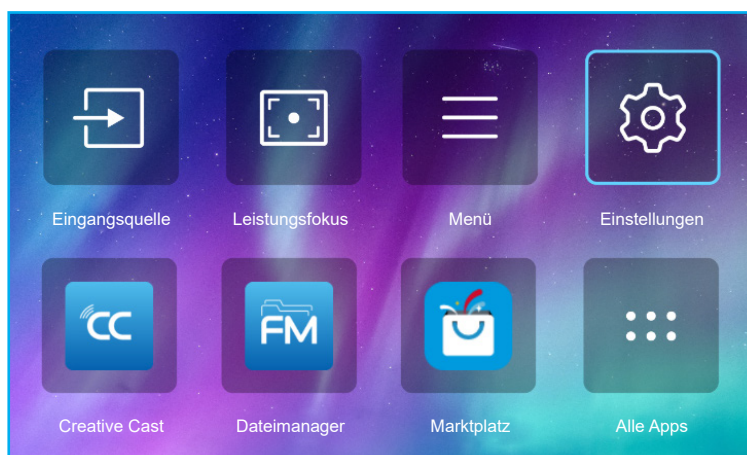 Eingangsquelle
Leistungsfokus
Menü
Einstellungen
CC
FM
Creative Cast
Dateimanager
Marktplatz
Alle Apps